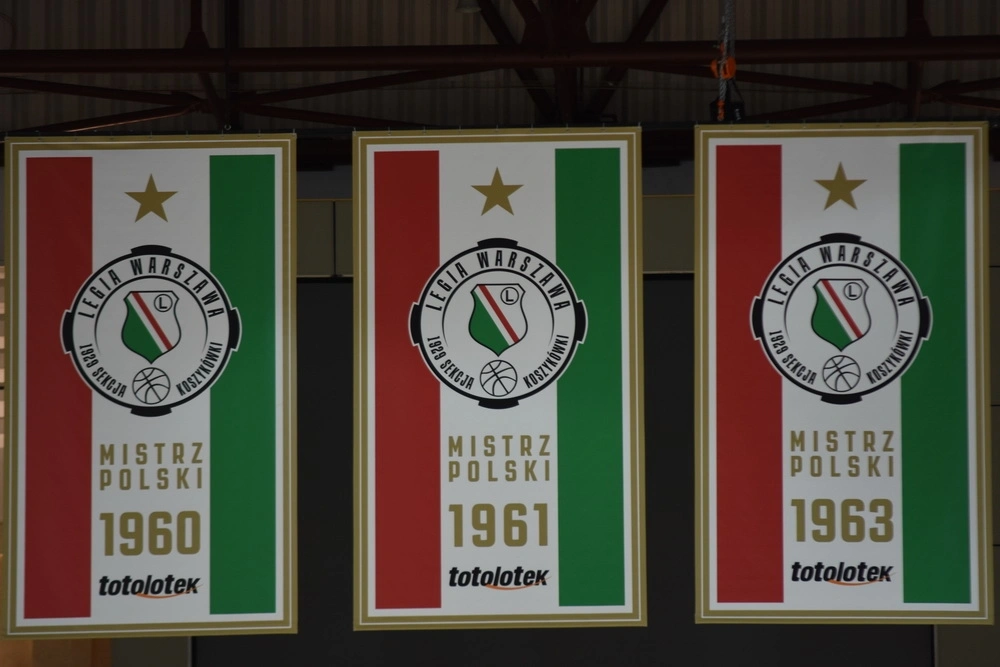 LEGIA WARSZAWA
L
1929 SEKCJA KOSZYKÓWKI
MISTRZ
POLSKI
1960
totolotek
LEGIA WARSZAWA
L
1929 SEKCJA KOSZYKÓWKI
MISTRZ
POLSKI
1961
totolotek
LEGIA WARSZAWA
L
1929 SEKCJA KOSZYKÓWKI
MISTRZ
POLSKI
1963
totolotek